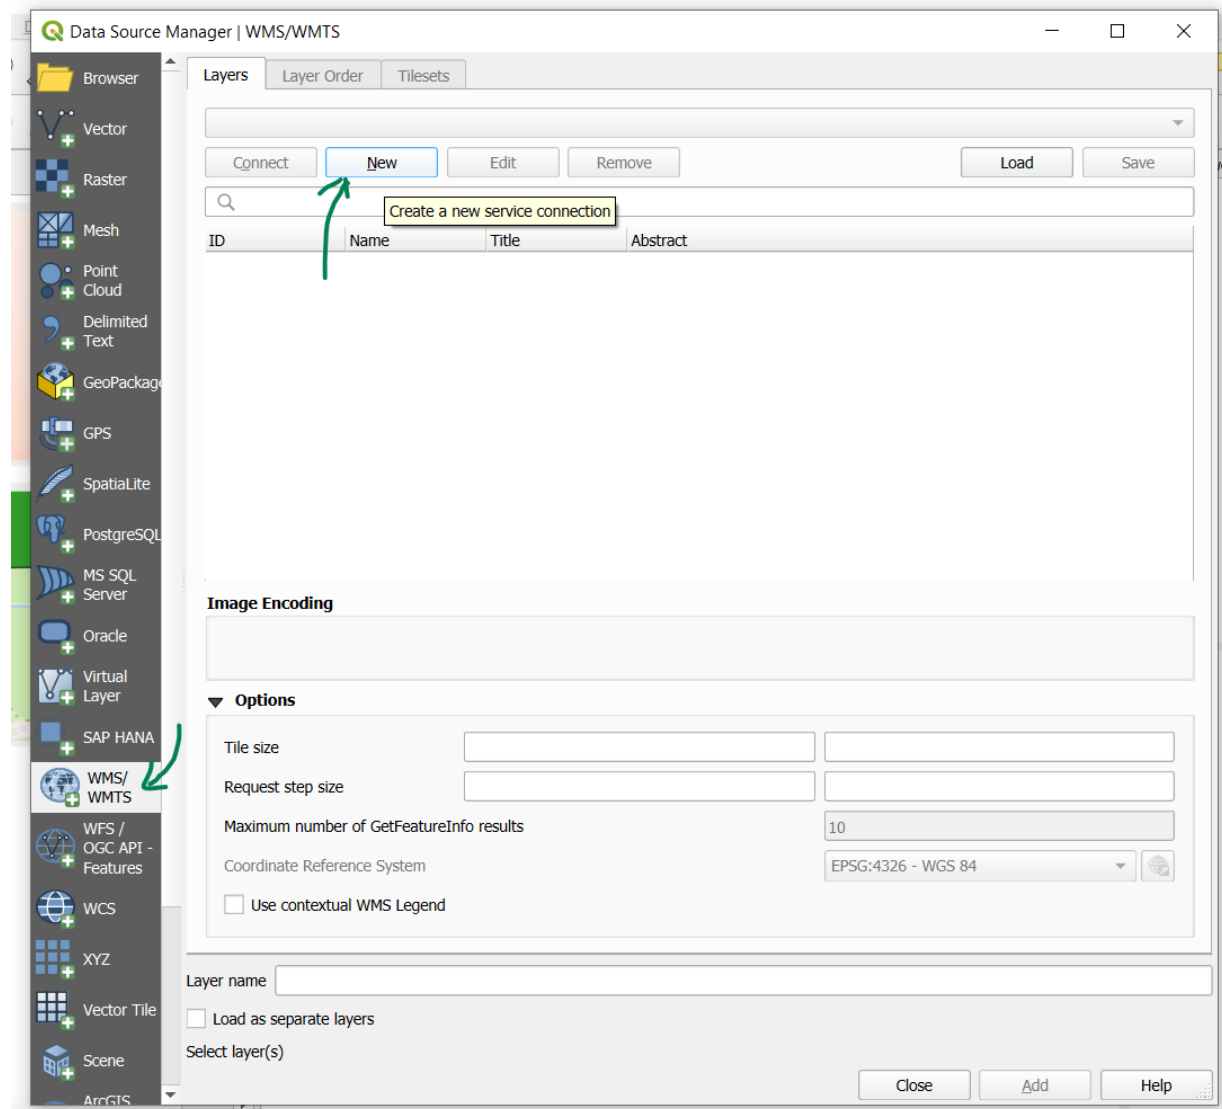 Data Source Manager | WMS/WMTS
Browser
Vector
Raster
Mesh
Point
Cloud
Delimited
Text
GeoPackage
GPS
SpatiaLite
PostgreSQL
MS SQL
Server
Oracle
Virtual
Layer
SAP HANA
WMS/
WMTS
WFS /
OGC API -
Features
WCS
XYZ
Vector Tile
Scene
ArcGIS
Layers Layer Order Tilesets
Connect New Edit Remove Load Save
Create a new service connection
ID Name Title Abstract
Image Encoding
Options
Tile size
Request step size
Maximum number of GetFeatureInfo results 10
Coordinate Reference System EPSG:4326 - WGS 84
Use contextual WMS Legend
Layer name
Load as separate layers
Select layer(s)
Close Add Help